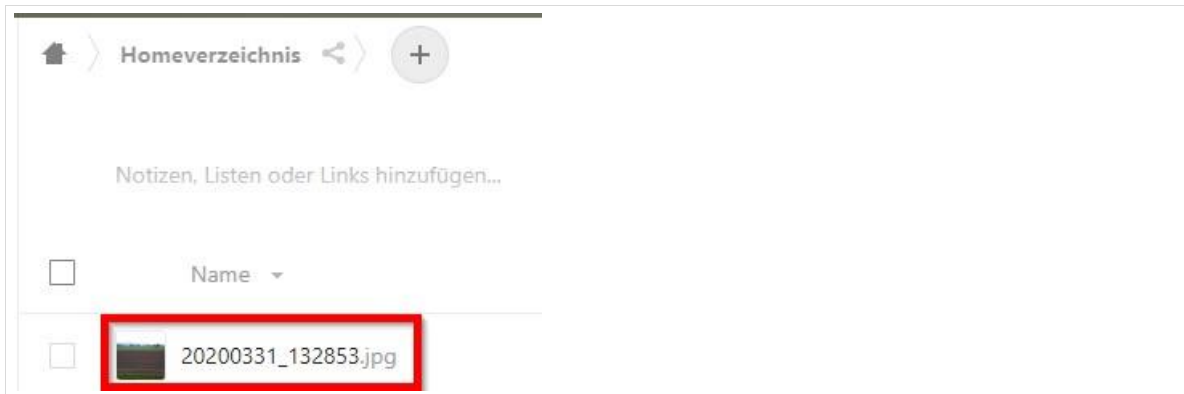 Homeverzeichnis
Notizen, Listen oder Links hinzufügen...
Name
20200331_132853.jpg